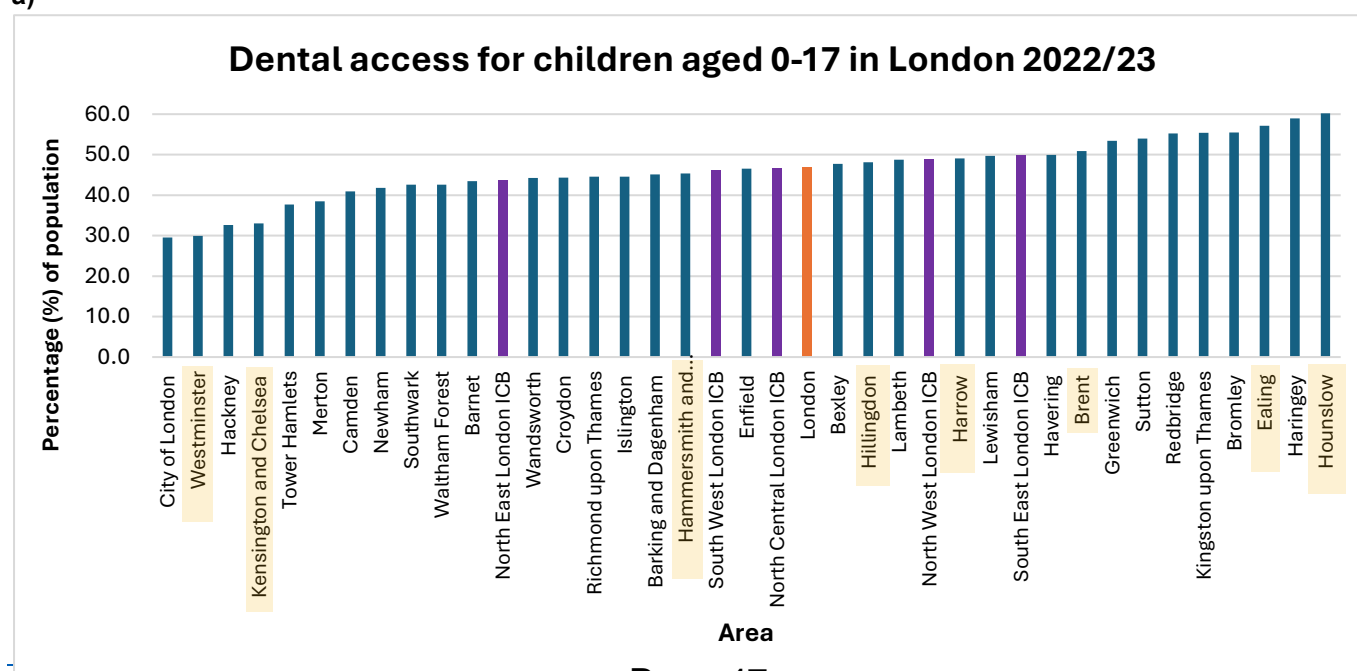 a)
Dental access for children aged 0-17 in London 2022/23
Percentage (%) of population
60.0
50.0
40.0
30.0
20.0
10.0
0.0
City of London
Westminster
Hackney
Kensington and Chelsea
Tower Hamlets
Merton
Camden
Newham
Southwark
Waltham Forest
Barnet
North East London ICB
Wandsworth
Croydon
Richmond upon Thames
Islington
Barking and Dagenham
Hammersmith and…
South West London ICB
Enfield
North Central London ICB
London
Bexley
Hillingdon
Lambeth
North West London ICB
Harrow
Lewisham
South East London ICB
Havering
Brent
Greenwich
Sutton
Redbridge
Kingston upon Thames
Bromley
Ealing
Haringey
Hounslow
Area